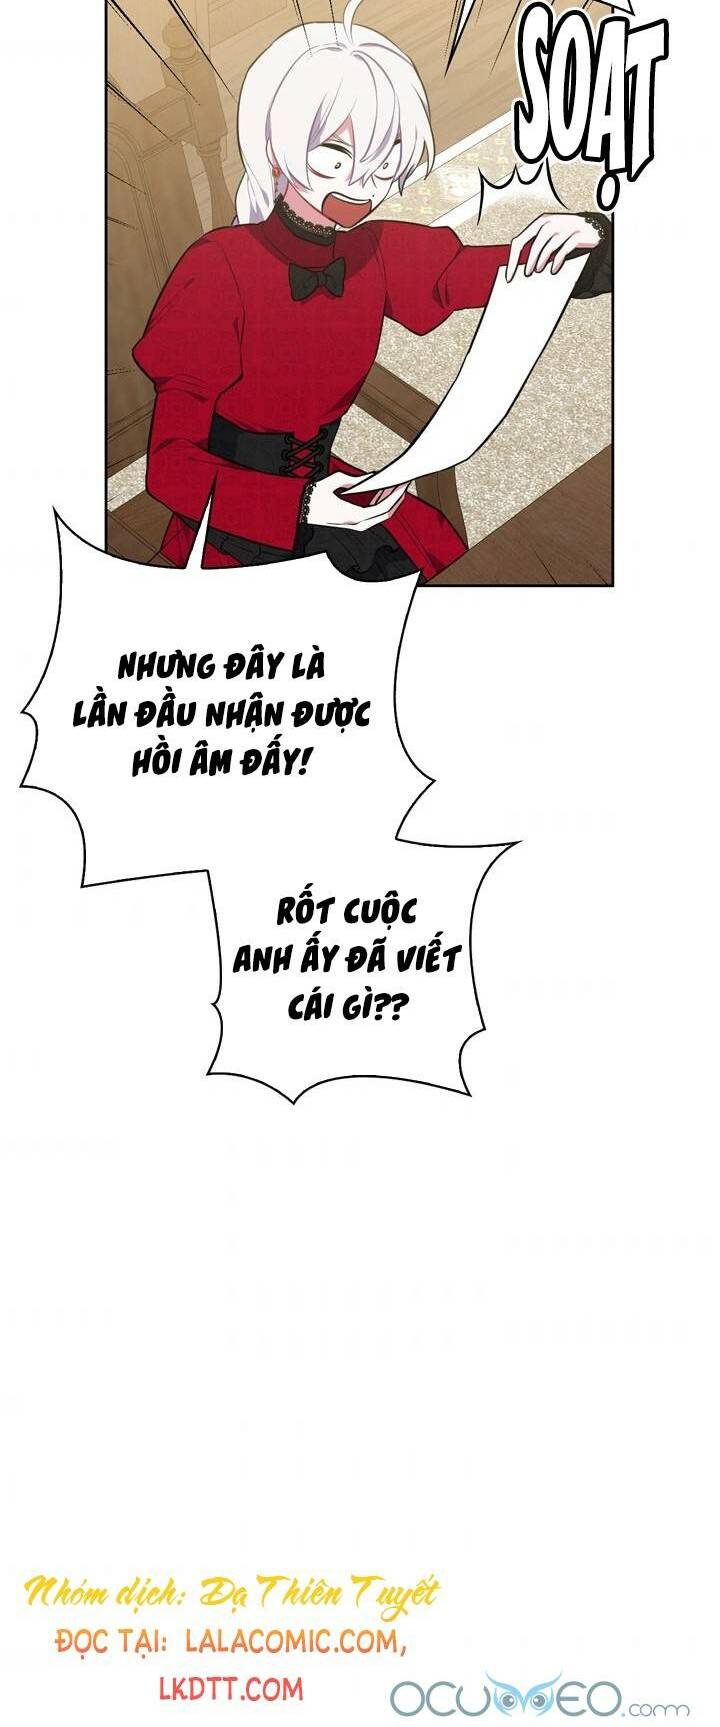 SOẠT
NHƯNG ĐÂY LÀ
LẦN ĐẦU NHẬN ĐƯỢC
HỒI ÂM ĐẤY!
RỐT CUỘC
ANH ẤY ĐÃ VIẾT
CÁI GÌ??
Nhóm dịch: Dạ Thiên Tuyết
ĐỌC TẠI: LALACOMIC.COM,
LKDTT.COM
OCUMEO.comm